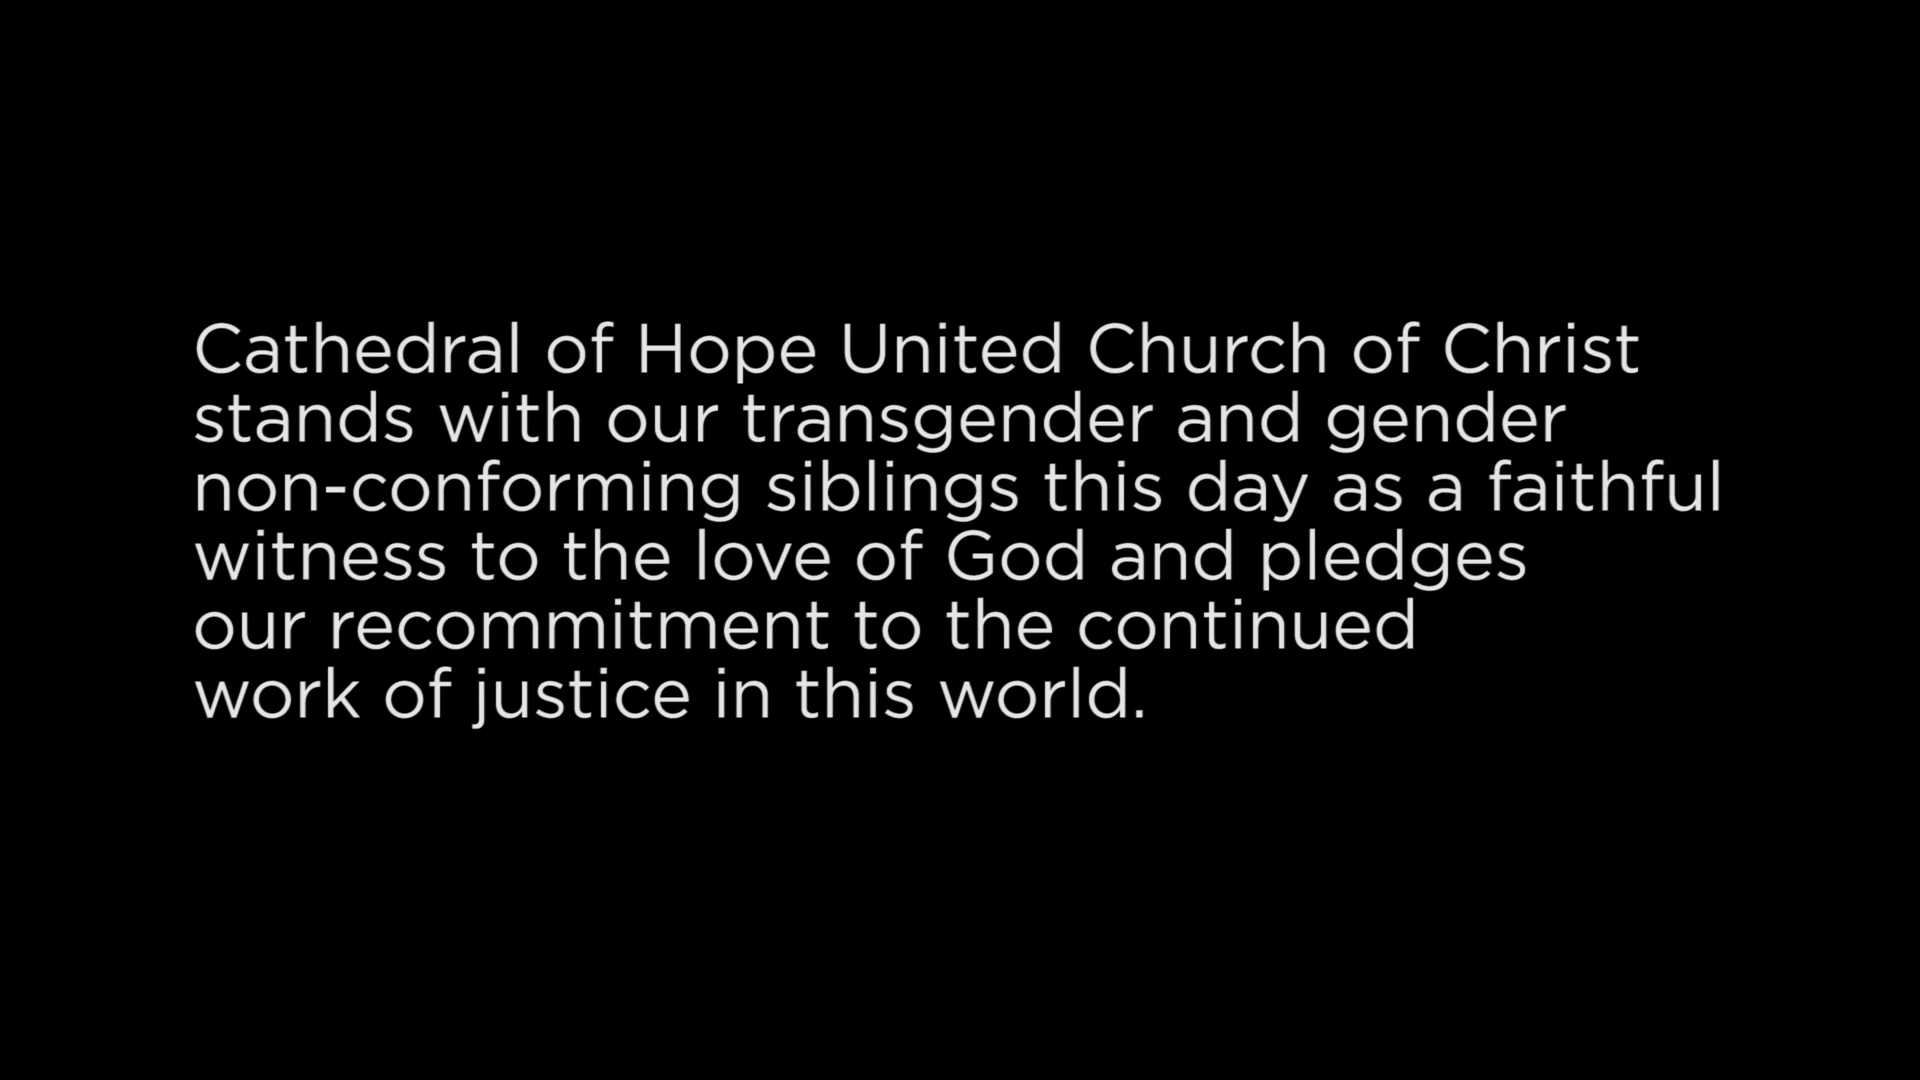 Cathedral of Hope United Church of Christ
stands with our transgender and gender
non-conforming siblings this day as a faithful
witness to the love of God and pledges
our recommitment to the continued
work of justice in this world.